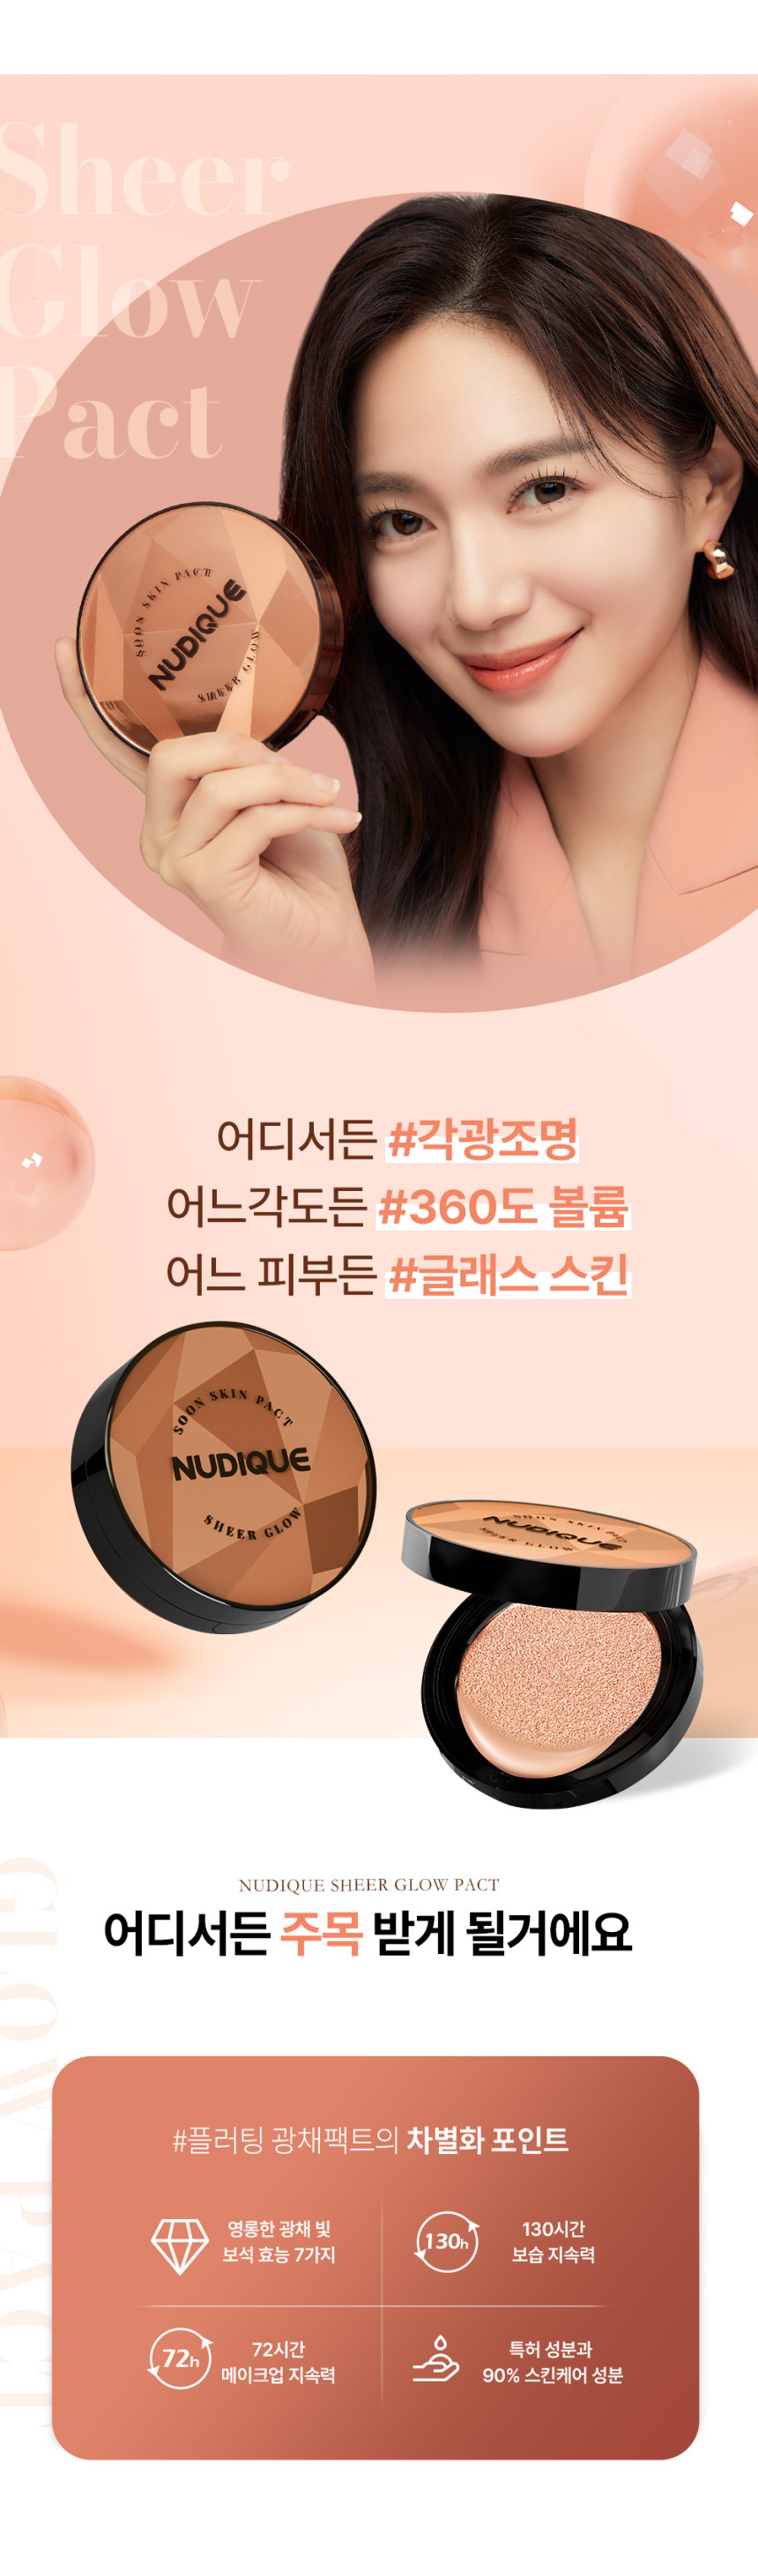 Sheer
Glow
Pact
SOON SKIN PACT
NUDIQUE
SHEER GLOW
어디서든 #각광조명
어느각도든 #360도 볼륨
어느 피부든 #글래스 스킨
SOON SKIN PACT
NUDIQUE
SHEER GLOW
SOON SKIN PACT
NUDIQUE
SHEER GLOW
NUDIQUE SHEER GLOW PACT
어디서든 주목 받게 될거에요
GLOW PACT
#플러팅 광채팩트의 차별화 포인트
영롱한 광채 빛
보석 효능 7가지
130h
130시간
보습 지속력
72h
72시간
메이크업 지속력
특허 성분과
90% 스킨케어 성분